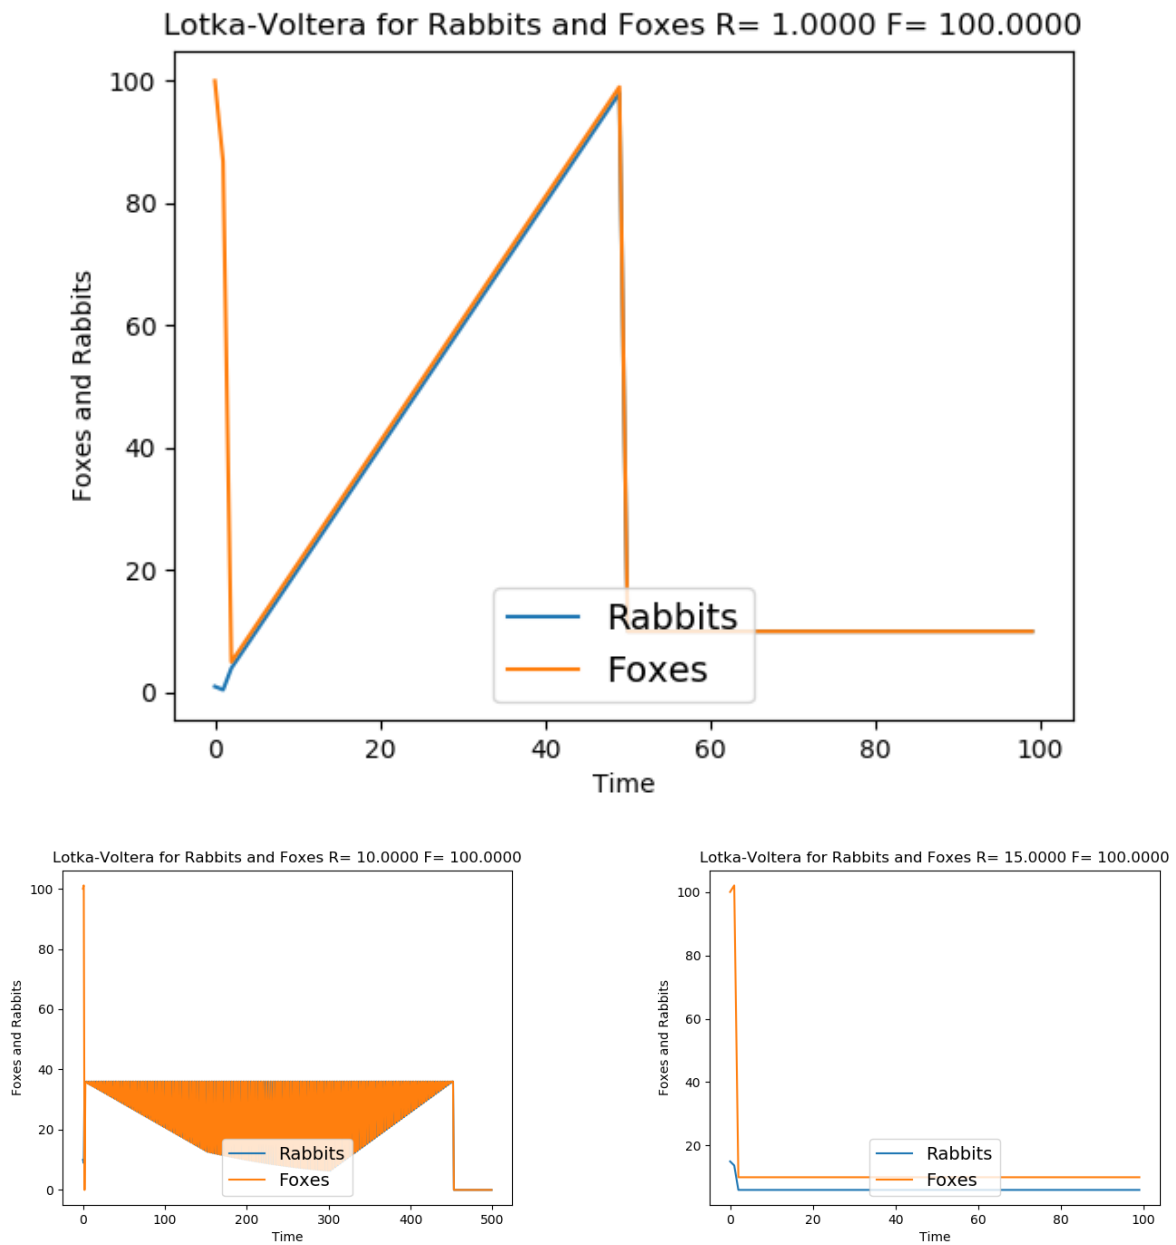 Lotka-Voltera for Rabbits and Foxes R= 1.0000 F= 100.0000
100
80
60
40
20
0
Foxes and Rabbits
Rabbits
Foxes
0 20 40 60 80 100
Time
Lotka-Voltera for Rabbits and Foxes R= 10.0000 F= 100.0000
100
80
60
40
20
0
Foxes and Rabbits
Rabbits
Foxes
0 100 200 300 400 500
Time
Lotka-Voltera for Rabbits and Foxes R= 15.0000 F= 100.0000
100
80
60
40
20
Foxes and Rabbits
Rabbits
Foxes
0 20 40 60 80 100
Time